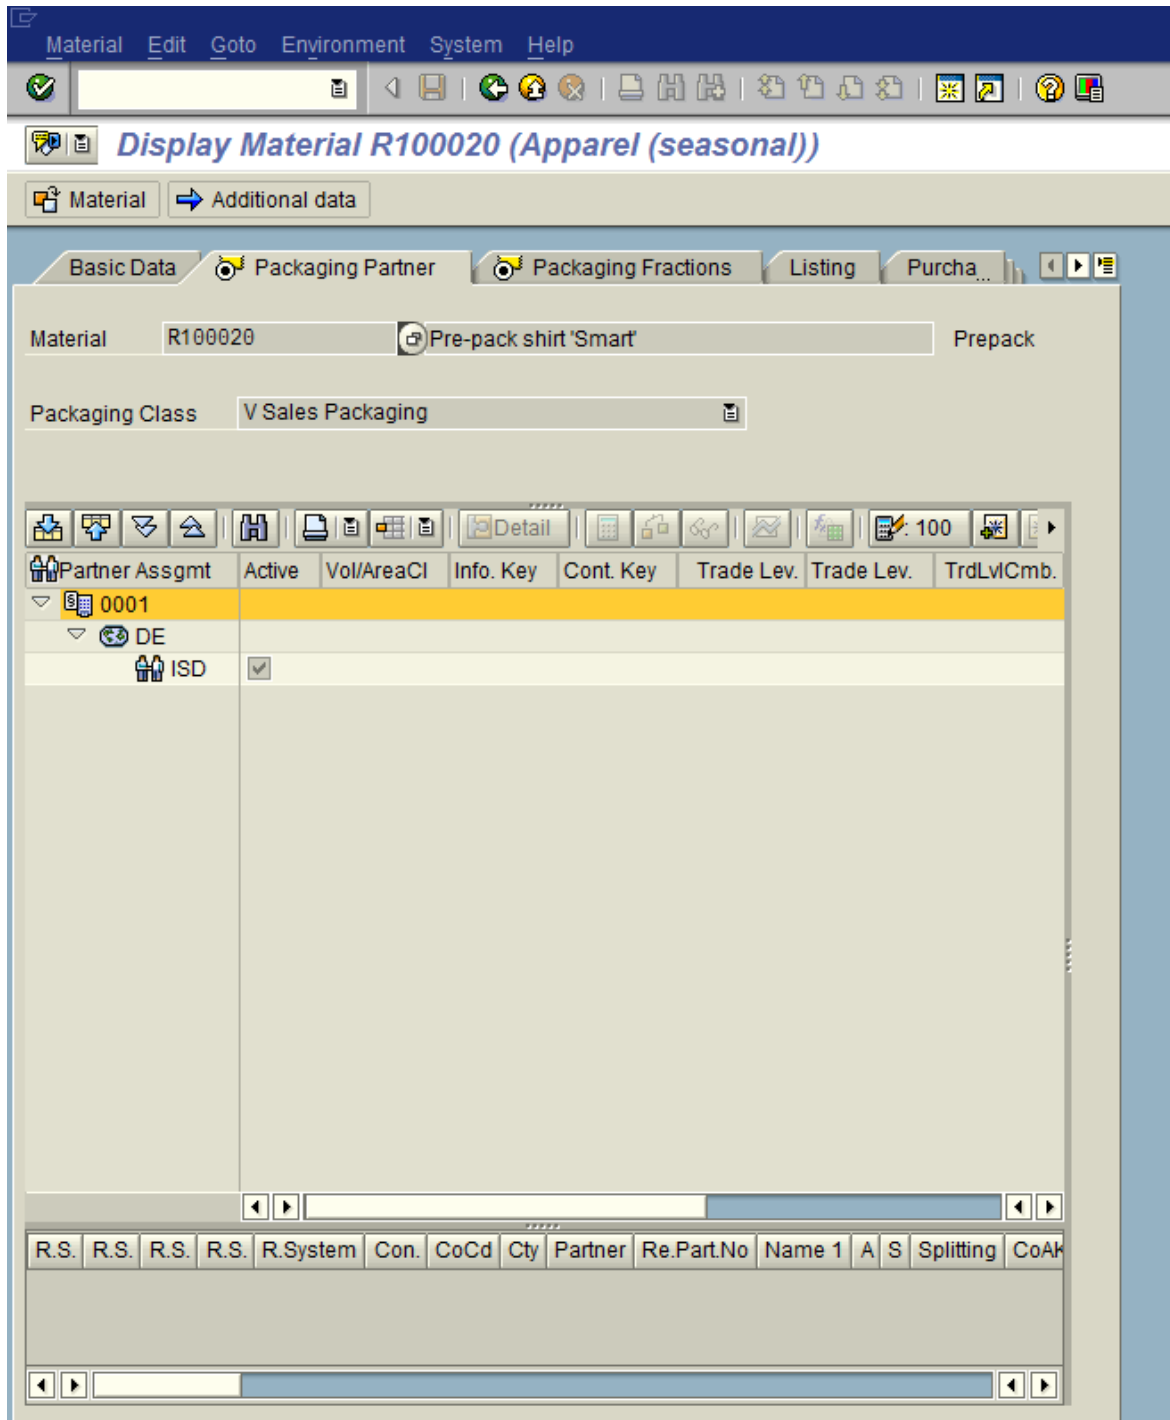 Material Edit Goto Environment System Help
Display Material R100020 (Apparel (seasonal))
Material Additional data
Basic Data Packaging Partner Packaging Fractions Listing Purcha...
Material R100020 Pre-pack shirt 'Smart' Prepack
Packaging Class V Sales Packaging
Detail : 100
Partner Assgmt Active Vol/AreaCl Info. Key Cont. Key Trade Lev. Trade Lev. TrdLvlCmb.
0001
DE
ISD
R.S. R.S. R.S. R.S. R.System Con. CoCd Cty Partner Re.Part.No Name 1 A S Splitting CoAK